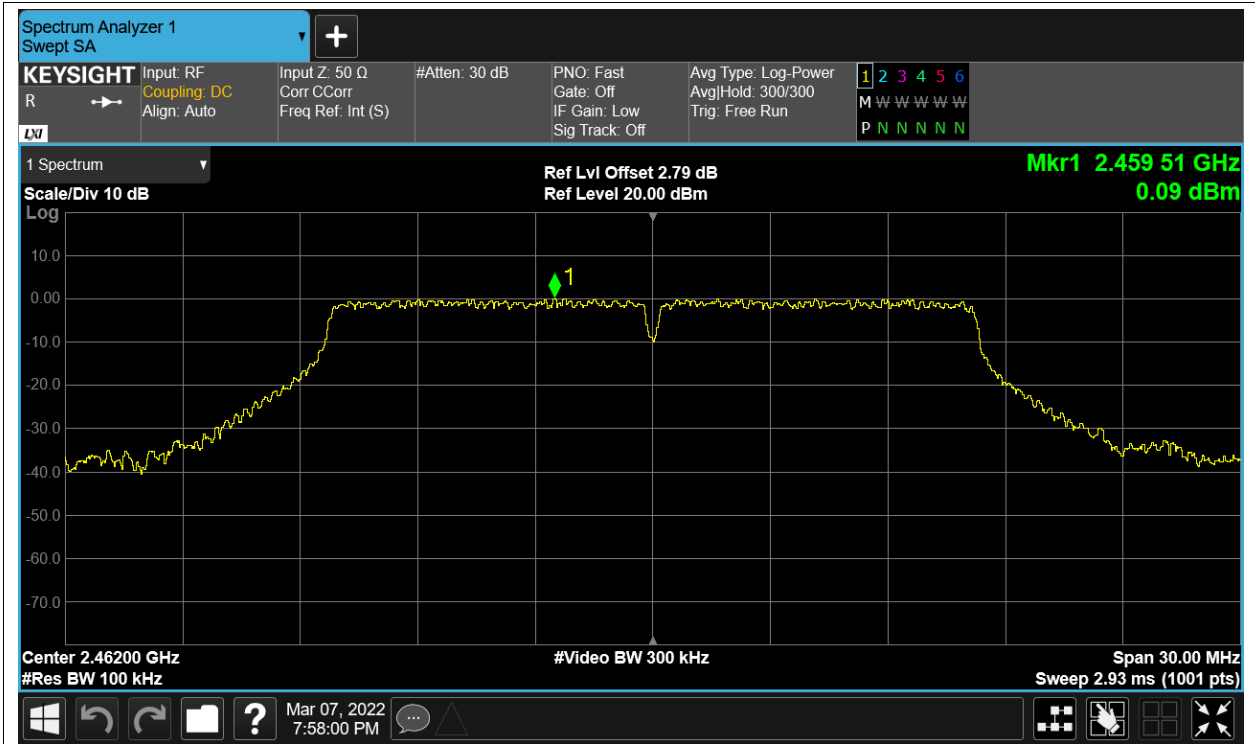 Spectrum Analyzer 1
Swept SA
KEYSIGHT
R
LXI
Input: RF
Coupling: DC
Align: Auto
Input Z: 50 Ω
Corr CCorr
Freq Ref: Int (S)
#Atten: 30 dB
PNO: Fast
Gate: Off
IF Gain: Low
Sig Track: Off
Avg Type: Log-Power
Avg|Hold: 300/300
Trig: Free Run
1 2 3 4 5 6
M W W W W W
P N N N N N
1 Spectrum
Scale/Div 10 dB
Log
Ref Lvl Offset 2.79 dB
Ref Level 20.00 dBm
Mkr1 2.459 51 GHz
0.09 dBm
1
10.0
0.00
-10.0
-20.0
-30.0
-40.0
-50.0
-60.0
-70.0
Center 2.46200 GHz
#Res BW 100 kHz
#Video BW 300 kHz
Span 30.00 MHz
Sweep 2.93 ms (1001 pts)
?
Mar 07, 2022
7:58:00 PM